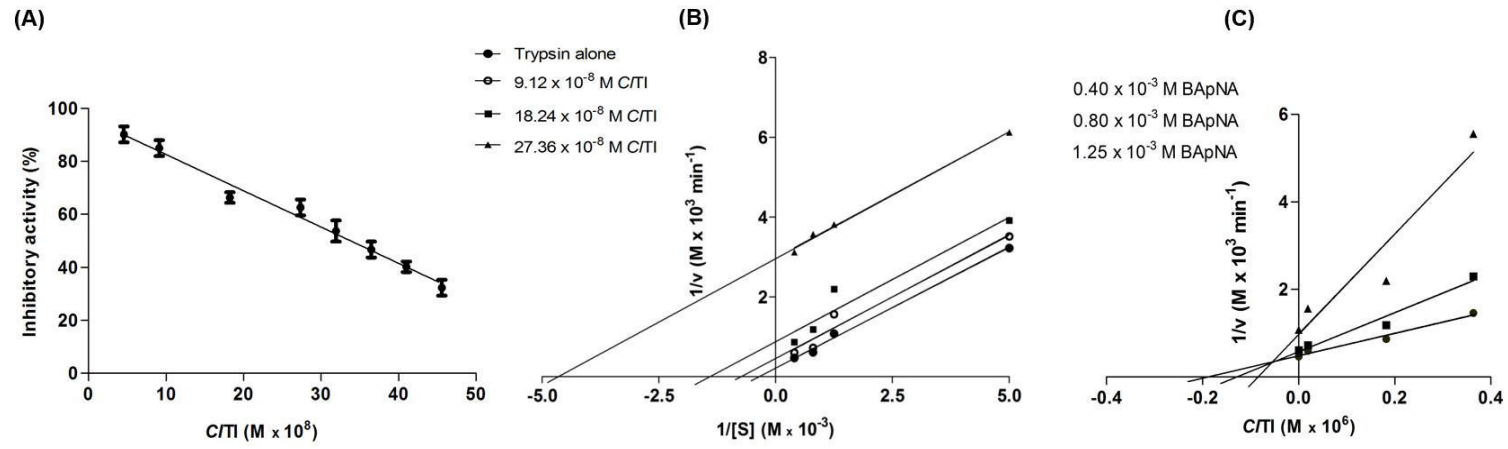 (A)
Inhibitory activity (%)
100
80
60
40
20
0
0 10 20 30 40 50
ClTI (M x 10⁸)
Trypsin alone
9.12 x 10⁻⁸ M ClTI
18.24 x 10⁻⁸ M ClTI
27.36 x 10⁻⁸ M ClTI
(B)
1/v (M x 10³ min⁻¹)
8
6
4
2
-5.0 -2.5 0.0 2.5 5.0
1/[S] (M x 10⁻³)
(C)
0.40 x 10⁻³ M BApNA
0.80 x 10⁻³ M BApNA
1.25 x 10⁻³ M BApNA
1/v (M x 10³ min⁻¹)
6
4
2
-0.4 -0.2 0.0 0.2 0.4
ClTI (M x 10⁶)